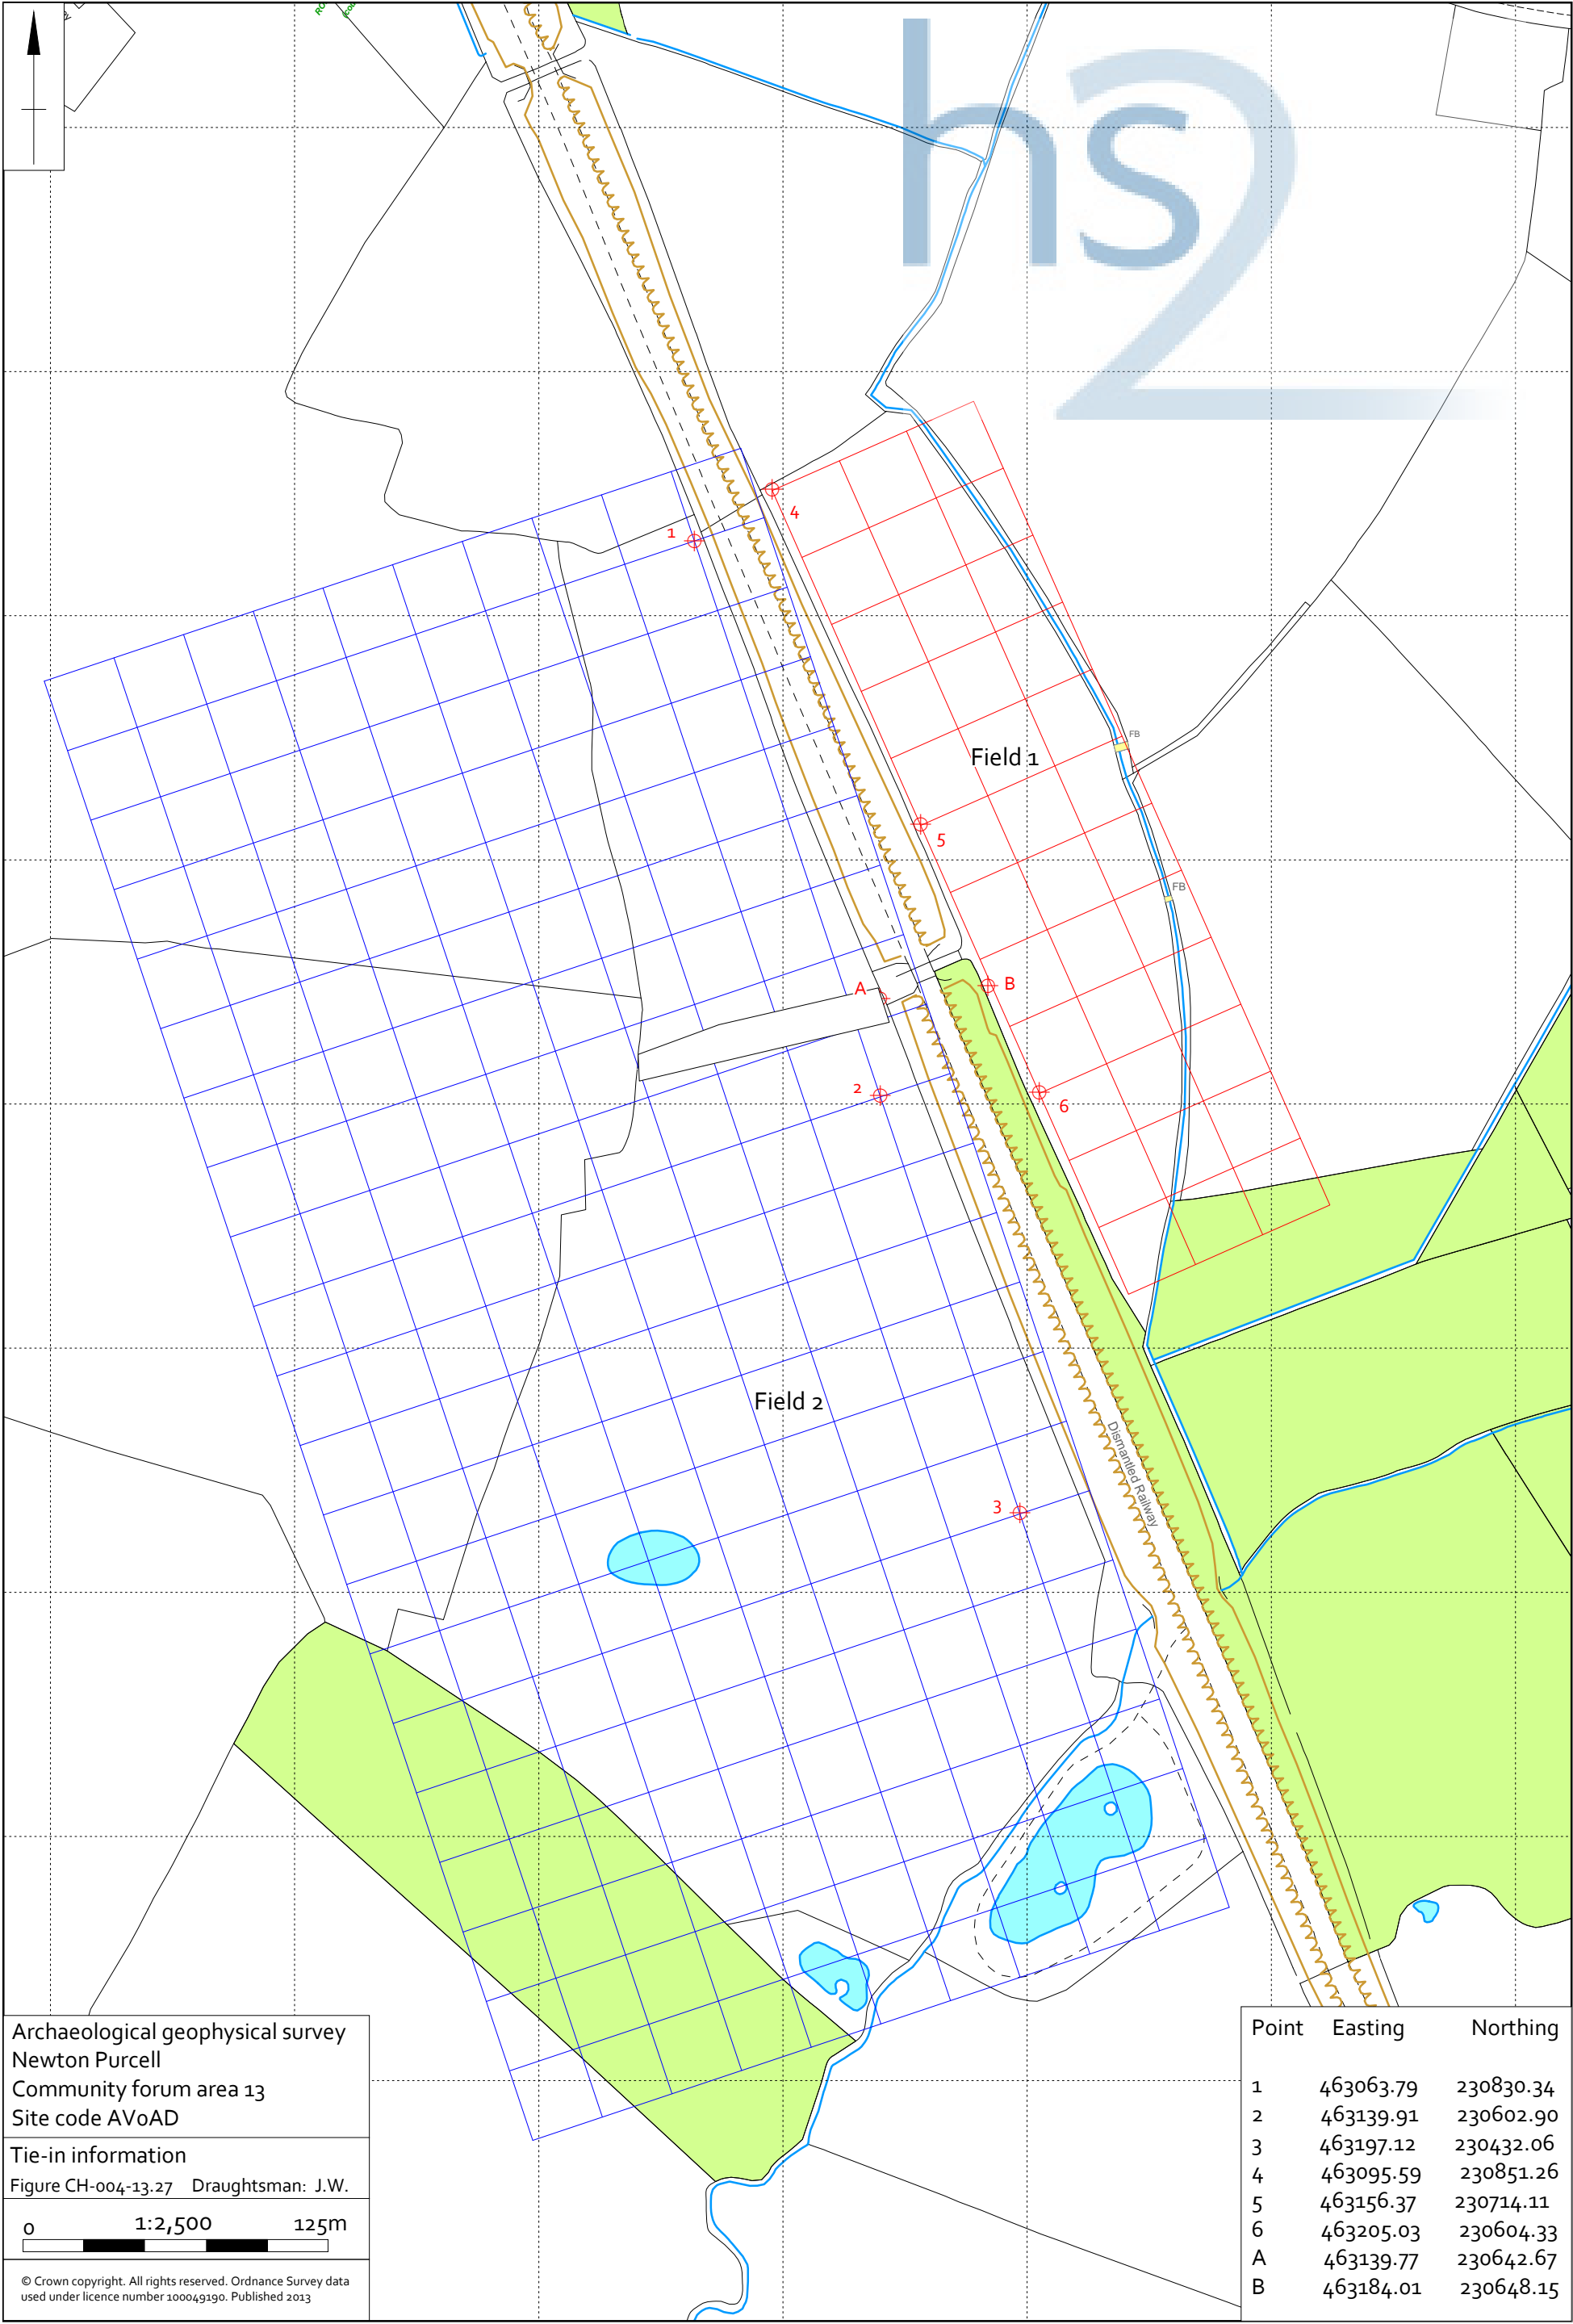 hs2
1
4
FB
Field 1
5
FB
A
B
2
6
Field 2
Dismantled Railway
3
Archaeological geophysical survey
Newton Purcell
Community forum area 13
Site code AV0AD
Tie-in information
Figure CH-004-13.27 Draughtsman: J.W.
0 1:2,500 125m
© Crown copyright. All rights reserved. Ordnance Survey data
used under licence number 100049190. Published 2013
Point Easting Northing
1 463063.79 230830.34
2 463139.91 230602.90
3 463197.12 230432.06
4 463095.59 230851.26
5 463156.37 230714.11
6 463205.03 230604.33
A 463139.77 230642.67
B 463184.01 230648.15